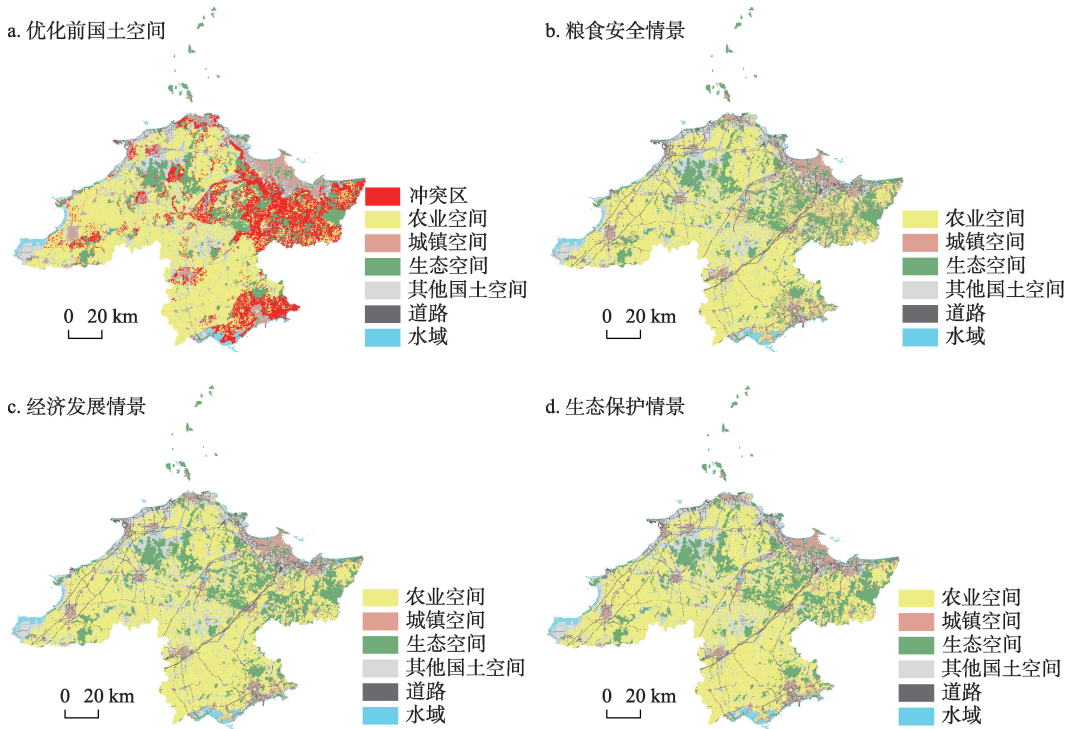 a. 优化前国土空间
冲突区
农业空间
城镇空间
生态空间
其他国土空间
道路
水域
0 20 km
b. 粮食安全情景
农业空间
城镇空间
生态空间
其他国土空间
道路
水域
0 20 km
c. 经济发展情景
农业空间
城镇空间
生态空间
其他国土空间
道路
水域
0 20 km
d. 生态保护情景
农业空间
城镇空间
生态空间
其他国土空间
道路
水域
0 20 km